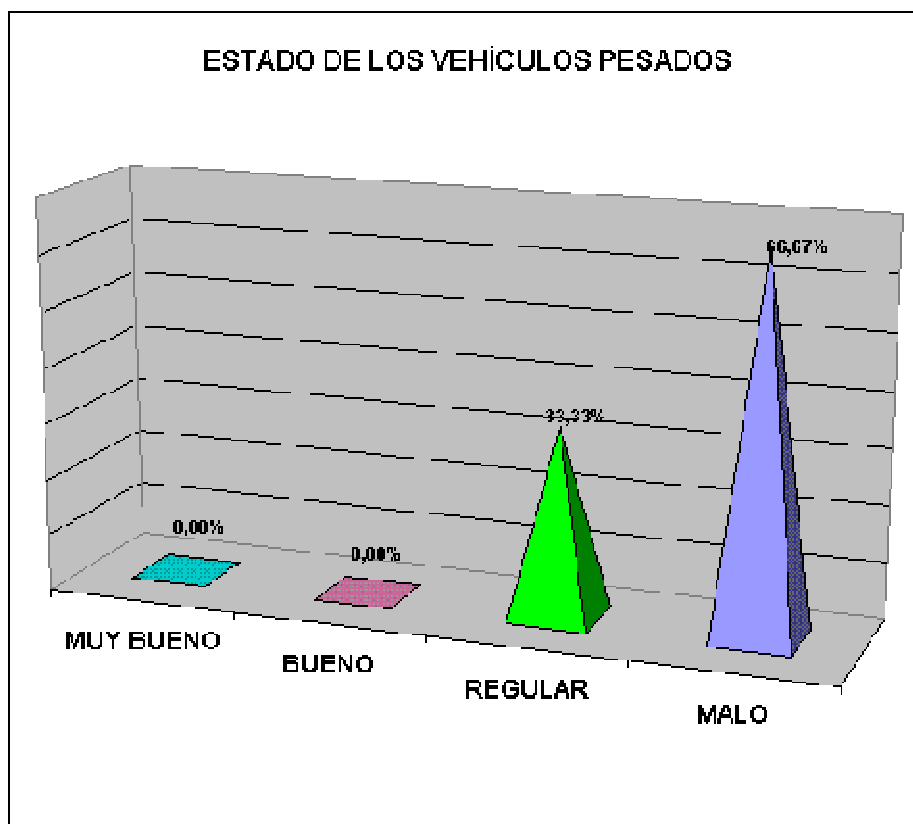 ESTADO DE LOS VEHÍCULOS PESADOS
66,67%
33,33%
0,00%
0,00%
MUY BUENO
BUENO
REGULAR
MALO